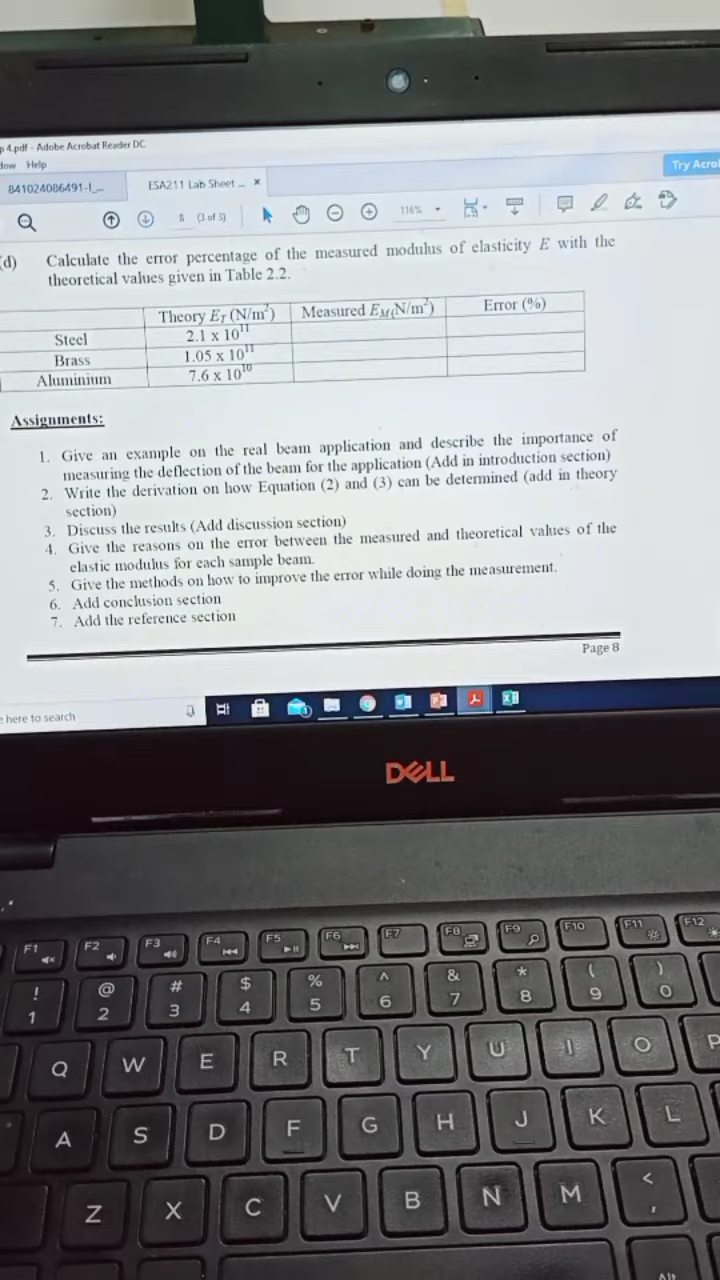 p 4.pdf - Adobe Acrobat Reader DC
dow Help
841024086491-I_...
ESA211 Lab Sheet ... ×
Try Acrol
8 (3 of 3)
116%
(d) Calculate the error percentage of the measured modulus of elasticity E with the
theoretical values given in Table 2.2.
Theory E_T (N/m²) Measured E_M(N/m²) Error (%)
Steel 2.1 x 10¹¹
Brass 1.05 x 10¹¹
Aluminium 7.6 x 10¹⁰
Assignments:
1. Give an example on the real beam application and describe the importance of
measuring the deflection of the beam for the application (Add in introduction section)
2. Write the derivation on how Equation (2) and (3) can be determined (add in theory
section)
3. Discuss the results (Add discussion section)
4. Give the reasons on the error between the measured and theoretical values of the
elastic modulus for each sample beam.
5. Give the methods on how to improve the error while doing the measurement.
6. Add conclusion section
7. Add the reference section
Page 8
e here to search
DELL
F1 F2 F3 F4 F5 F6 F7 F8 F9 F10 F11 F12
! @ # $ % ^ & * ( )
1 2 3 4 5 6 7 8 9 0
Q W E R T Y U I O P
A S D F G H J K L
Z X C V B N M < ,
Alt